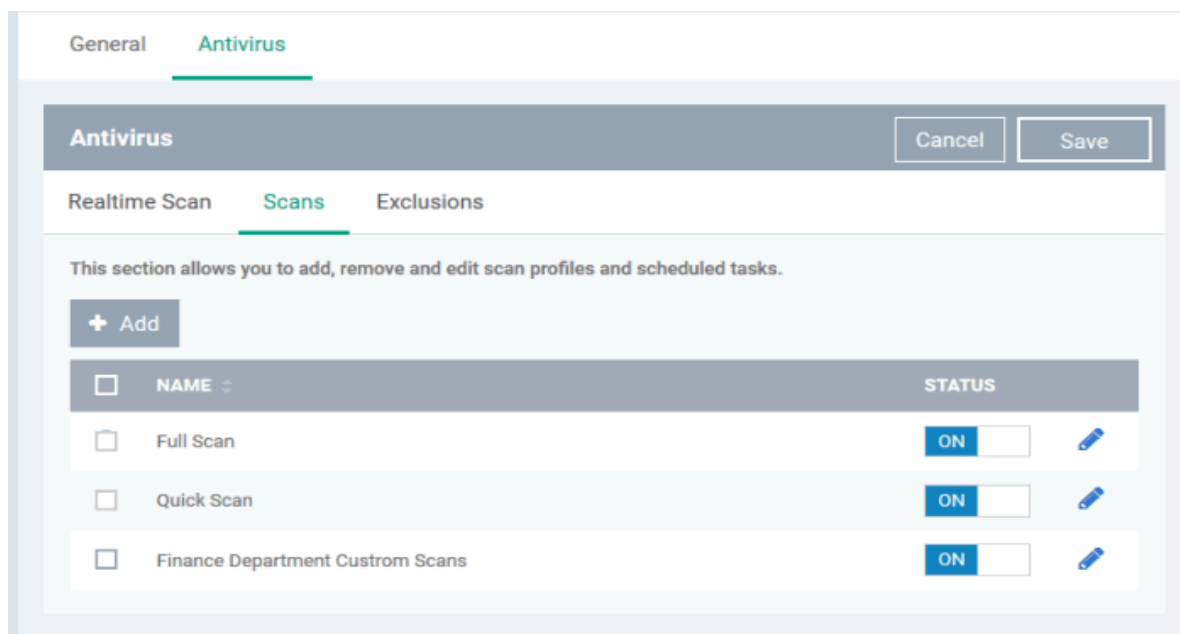 General Antivirus
Antivirus Cancel Save
Realtime Scan Scans Exclusions
This section allows you to add, remove and edit scan profiles and scheduled tasks.
+ Add
NAME STATUS
Full Scan ON
Quick Scan ON
Finance Department Custrom Scans ON